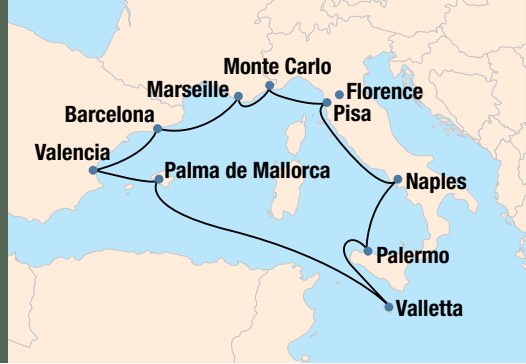 Monte Carlo
Marseille
Florence
Pisa
Barcelona
Valencia
Palma de Mallorca
Naples
Palermo
Valletta